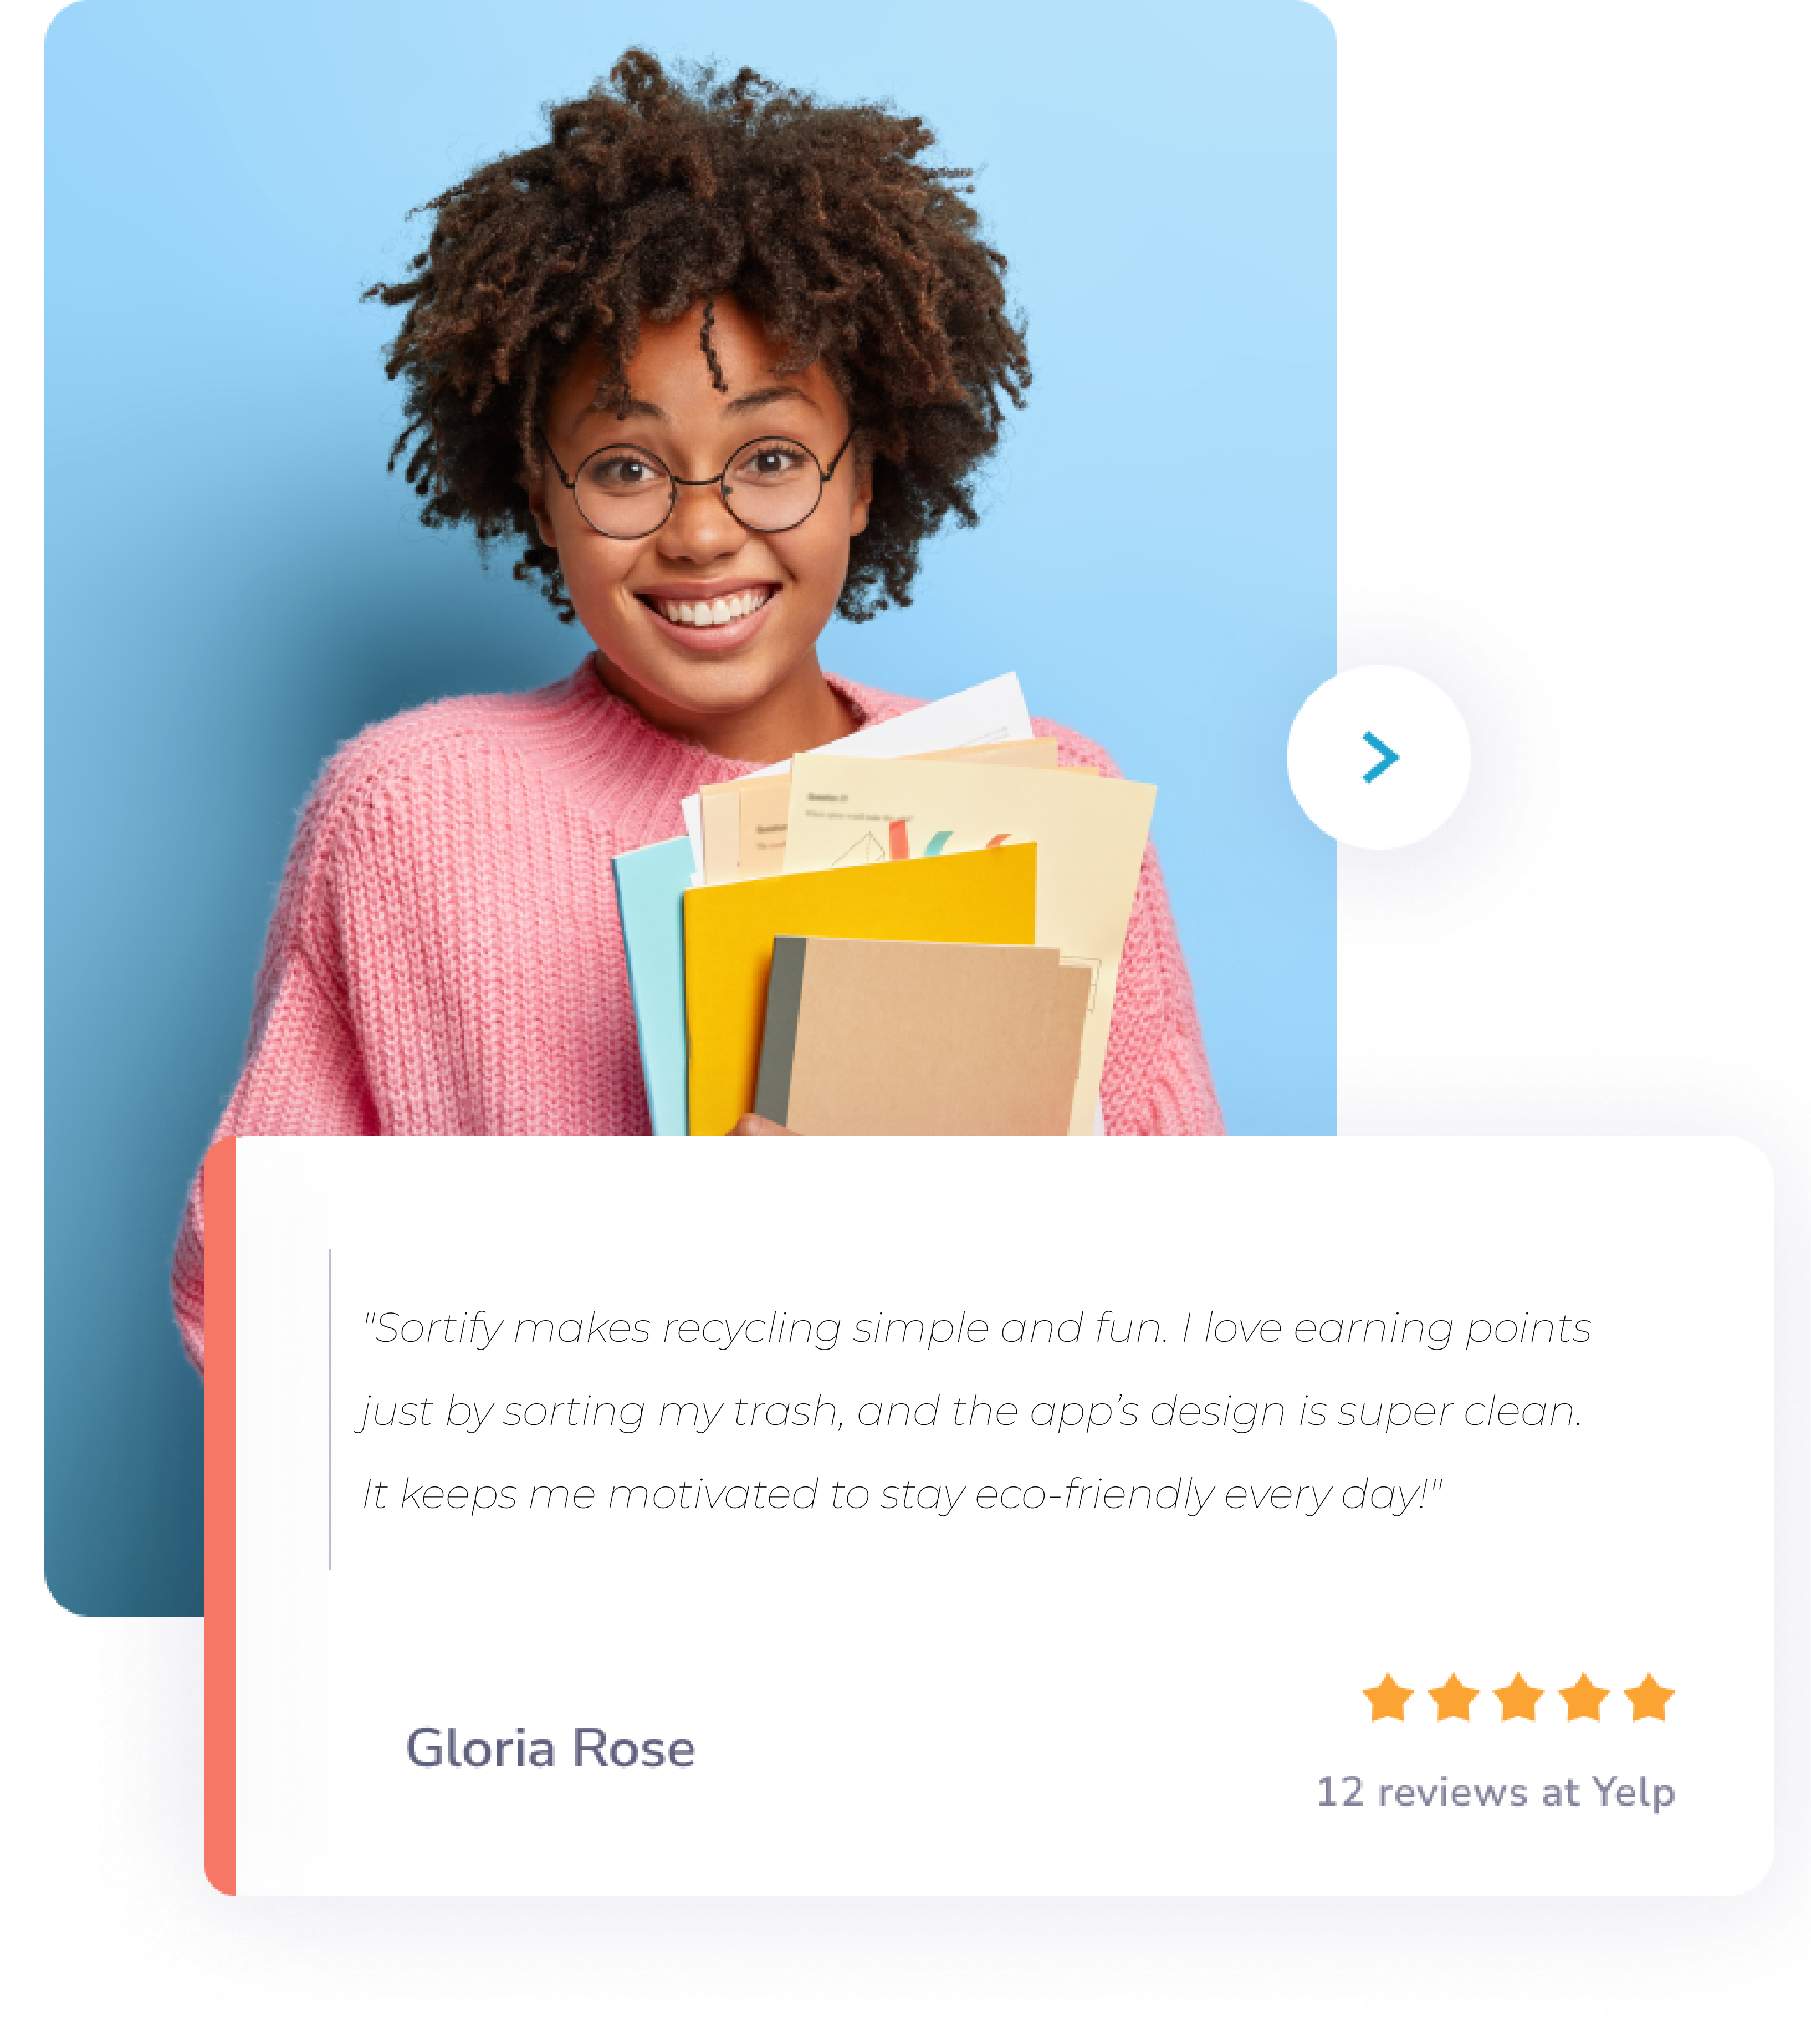 "Sortify makes recycling simple and fun. I love earning points
just by sorting my trash, and the app’s design is super clean.
It keeps me motivated to stay eco-friendly every day!"
Gloria Rose
12 reviews at Yelp